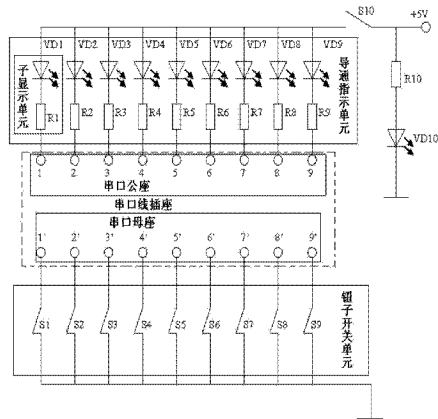 S10 +5V
VD1 VD2 VD3 VD4 VD5 VD6 VD7 VD8 VD9
子显示单元
导通指示单元
R1 R2 R3 R4 R5 R6 R7 R8 R9
R10
VD10
1 2 3 4 5 6 7 8 9
串口公座
串口线插座
串口母座
1' 2' 3' 4' 5' 6' 7' 8' 9'
S1 S2 S3 S4 S5 S6 S7 S8 S9
钮子开关单元